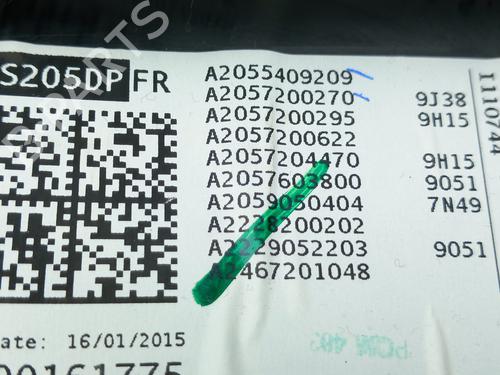 S205DP FR
A2055409209
A2057200270 9J38
A2057200295 9H15
A2057200622
A2057204470 9H15
A2057603800 9051
A2059050404 7N49
A2228200202
A2229052203 9051
A2467201048
1110744
ate: 16/01/2015
00161775